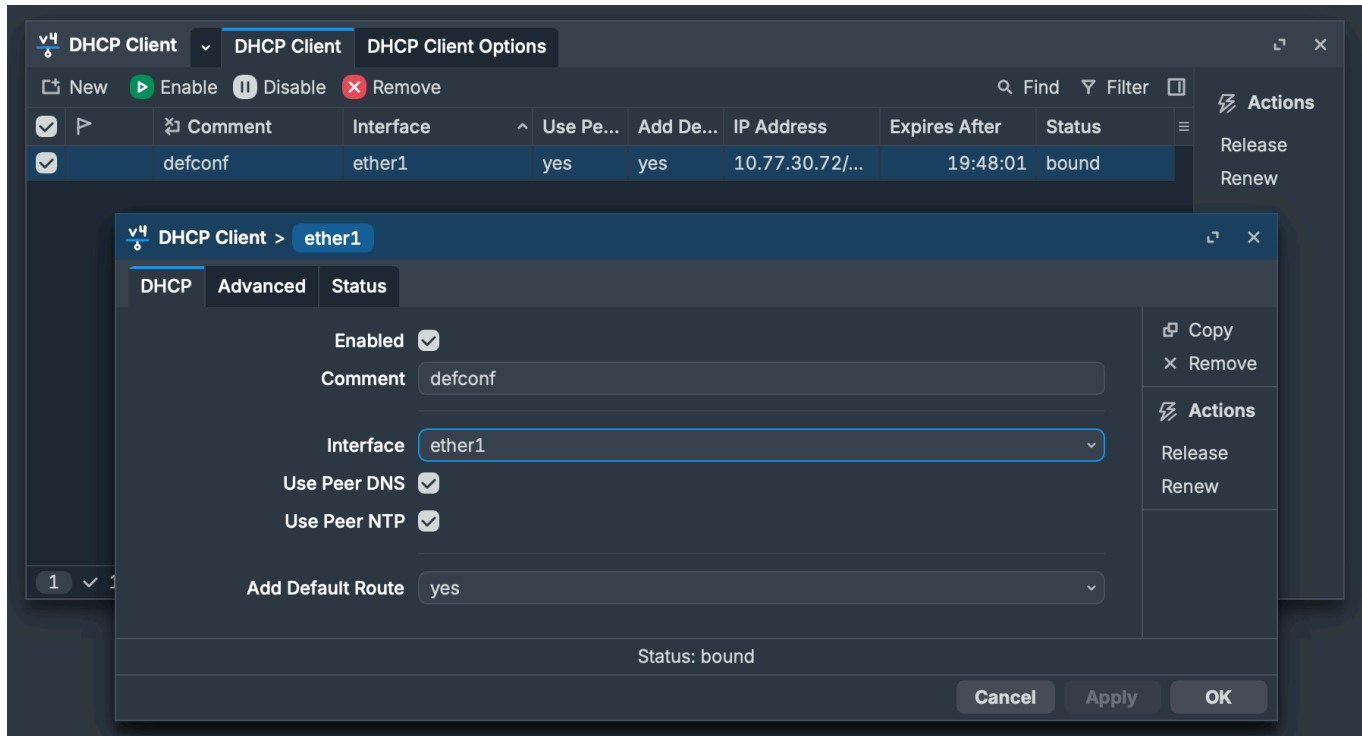 DHCP Client DHCP Client DHCP Client Options
New Enable Disable Remove Find Filter
Comment Interface Use Pe... Add De... IP Address Expires After Status
defconf ether1 yes yes 10.77.30.72/... 19:48:01 bound
Actions
Release
Renew
DHCP Client > ether1
DHCP Advanced Status
Enabled
Comment defconf
Interface ether1
Use Peer DNS
Use Peer NTP
Add Default Route yes
Copy
Remove
Actions
Release
Renew
1 1
Status: bound
Cancel Apply OK